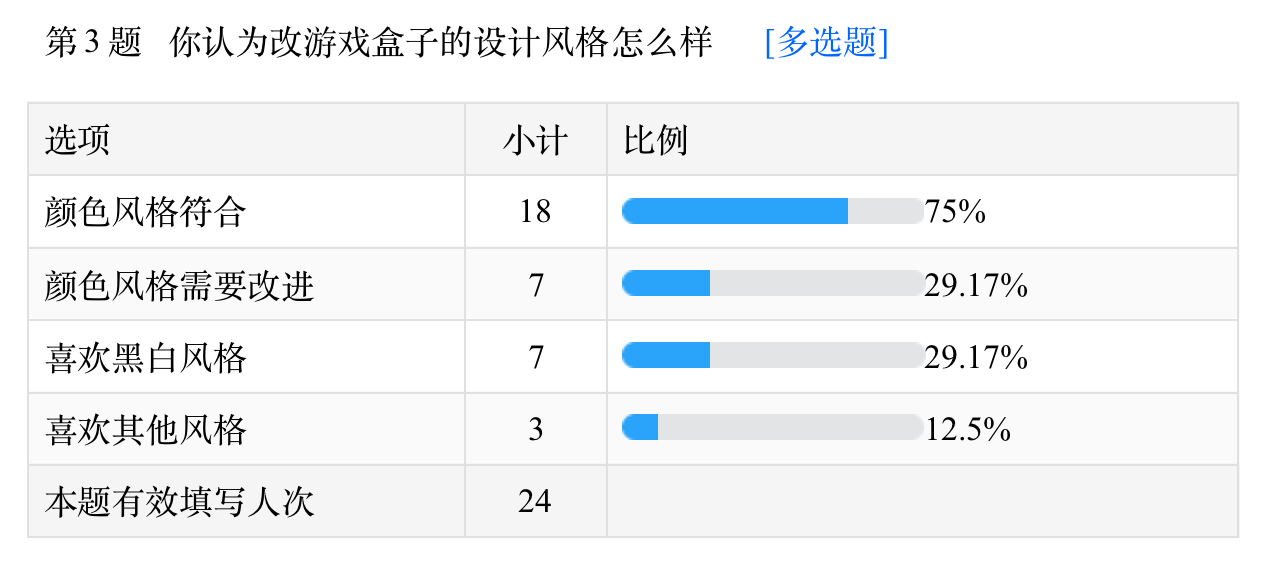 第 3 题 你认为改游戏盒子的设计风格怎么样 [多选题]
选项 小计 比例
颜色风格符合 18 75%
颜色风格需要改进 7 29.17%
喜欢黑白风格 7 29.17%
喜欢其他风格 3 12.5%
本题有效填写人次 24